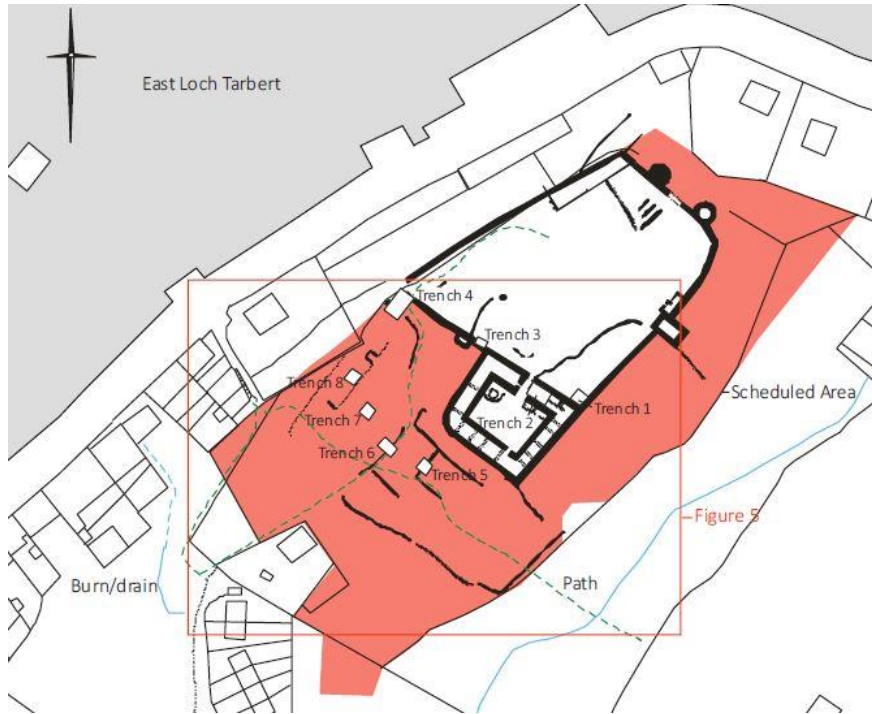 East Loch Tarbert
Trench 4
Trench 3
Trench 8
Scheduled Area
Trench 1
Trench 7
Trench 2
Trench 6
Trench 5
Figure 5
Burn/drain
Path